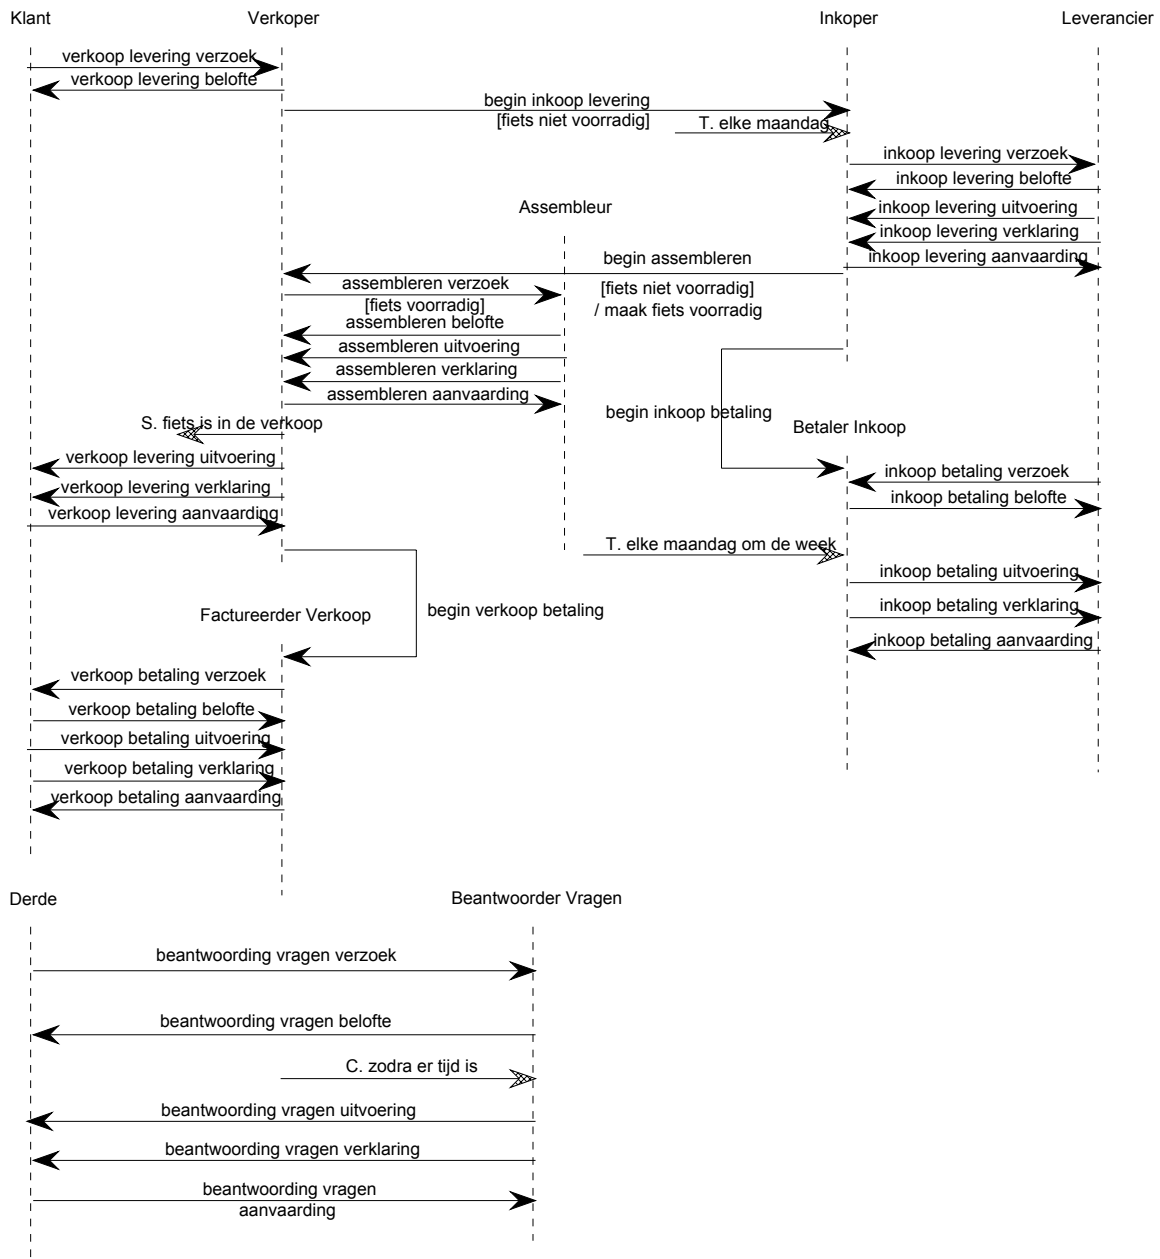 Klant
Verkoper
Inkoper
Leverancier
verkoop levering verzoek
verkoop levering belofte
begin inkoop levering
[fiets niet voorradig]
T. elke maandag
inkoop levering verzoek
inkoop levering belofte
Assembleur
inkoop levering uitvoering
inkoop levering verklaring
begin assembleren
inkoop levering aanvaarding
assembleren verzoek
[fiets niet voorradig]
[fiets voorradig]
/ maak fiets voorradig
assembleren belofte
assembleren uitvoering
assembleren verklaring
assembleren aanvaarding
begin inkoop betaling
S. fiets is in de verkoop
Betaler Inkoop
verkoop levering uitvoering
inkoop betaling verzoek
verkoop levering verklaring
inkoop betaling belofte
verkoop levering aanvaarding
T. elke maandag om de week
inkoop betaling uitvoering
Factureerder Verkoop
begin verkoop betaling
inkoop betaling verklaring
inkoop betaling aanvaarding
verkoop betaling verzoek
verkoop betaling belofte
verkoop betaling uitvoering
verkoop betaling verklaring
verkoop betaling aanvaarding
Derde
Beantwoorder Vragen
beantwoording vragen verzoek
beantwoording vragen belofte
C. zodra er tijd is
beantwoording vragen uitvoering
beantwoording vragen verklaring
beantwoording vragen
aanvaarding